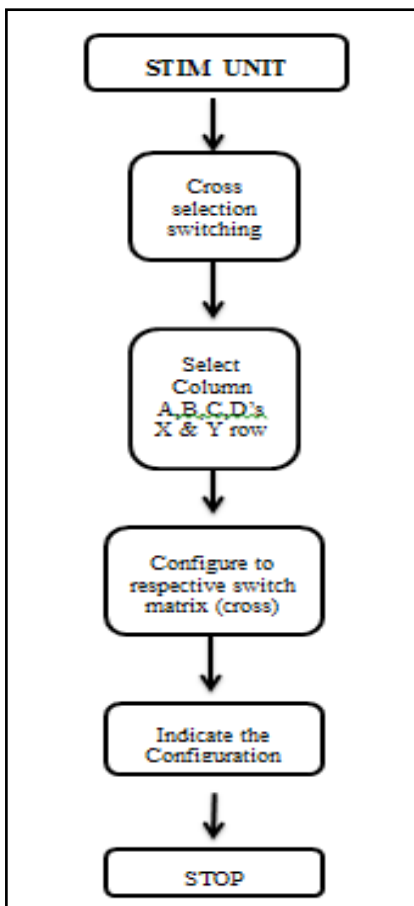 STIM UNIT
Cross
selection
switching
Select
Column
A,B,C,D's
X & Y row
Configure to
respective switch
matrix (cross)
Indicate the
Configuration
STOP